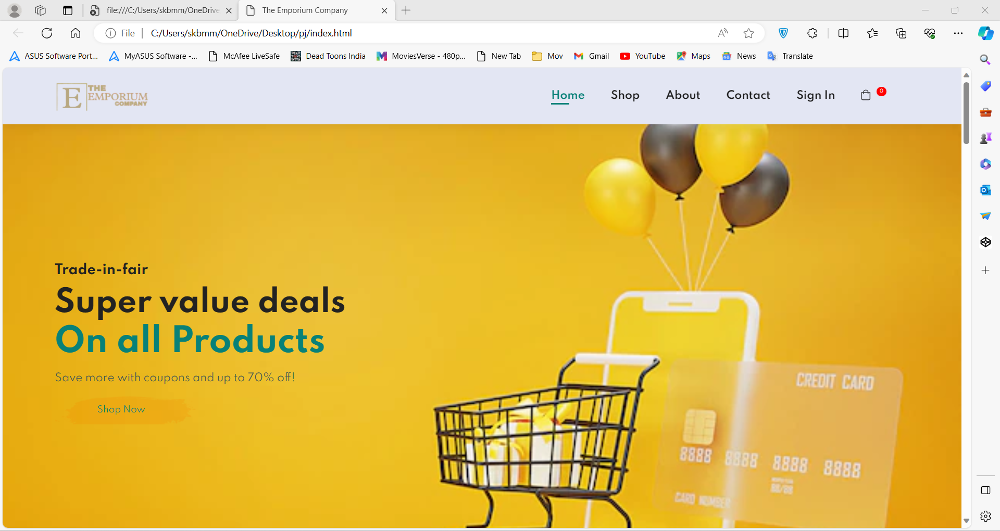 file:///C:/Users/skbmm/OneDrive
The Emporium Company
File
C:/Users/skbmm/OneDrive/Desktop/pj/index.html
ASUS Software Port...
MyASUS Software -...
McAfee LiveSafe
Dead Toons India
MoviesVerse - 480p...
New Tab
Mov
Gmail
YouTube
Maps
News
Translate
E THE
EMPORIUM
COMPANY
Home
Shop
About
Contact
Sign In
0
Trade-in-fair
Super value deals
On all Products
Save more with coupons and up to 70% off!
Shop Now
CREDIT CARD
8888 8888 8888 8888
88/88
CARD NUMBER